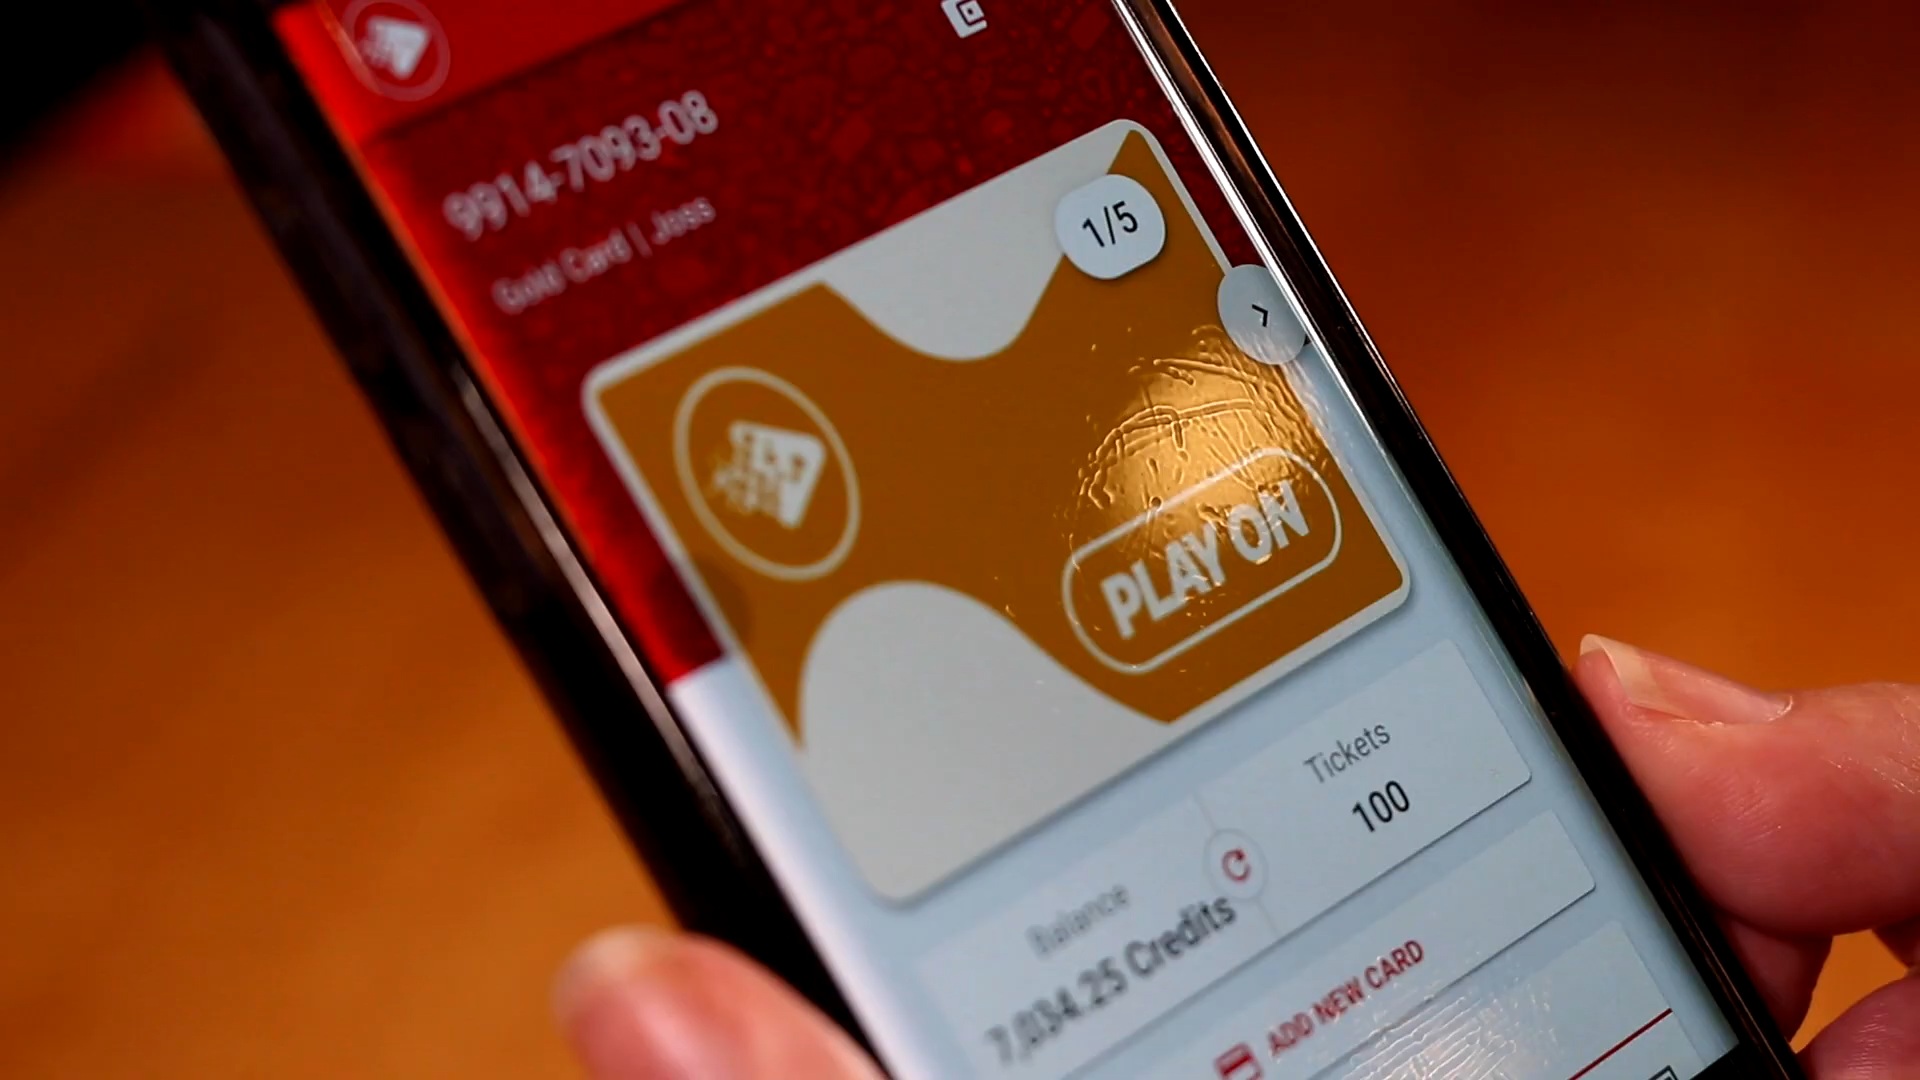 9914-7093-08
Gold Card | Joss
1/5
PLAY ON
Tickets
100
Balance
7,034.25 Credits
ADD NEW CARD